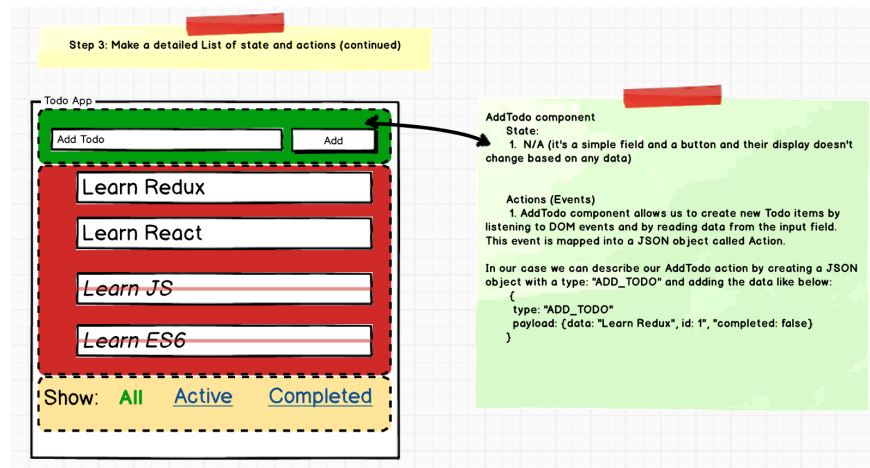 Step 3: Make a detailed List of state and actions (continued)
Todo App
Add Todo
Add
Learn Redux
Learn React
Learn JS
Learn ES6
Show: All Active Completed
AddTodo component
State:
1. N/A (it's a simple field and a button and their display doesn't
change based on any data)
Actions (Events)
1. AddTodo component allows us to create new Todo items by
listening to DOM events and by reading data from the input field.
This event is mapped into a JSON object called Action.
In our case we can describe our AddTodo action by creating a JSON
object with a type: "ADD_TODO" and adding the data like below:
{
type: "ADD_TODO"
payload: {data: "Learn Redux", id: 1", "completed: false}
}